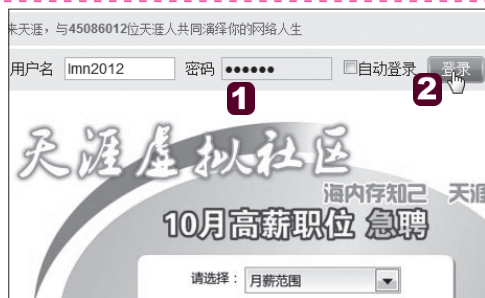 来天涯，与45086012位天涯人共同演绎你的网络人生
用户名 lmn2012 密码 ●●●●●● 自动登录 登录
1 2
天涯虚拟社区
海内存知己 天涯
10月高薪职位 急聘
请选择： 月薪范围